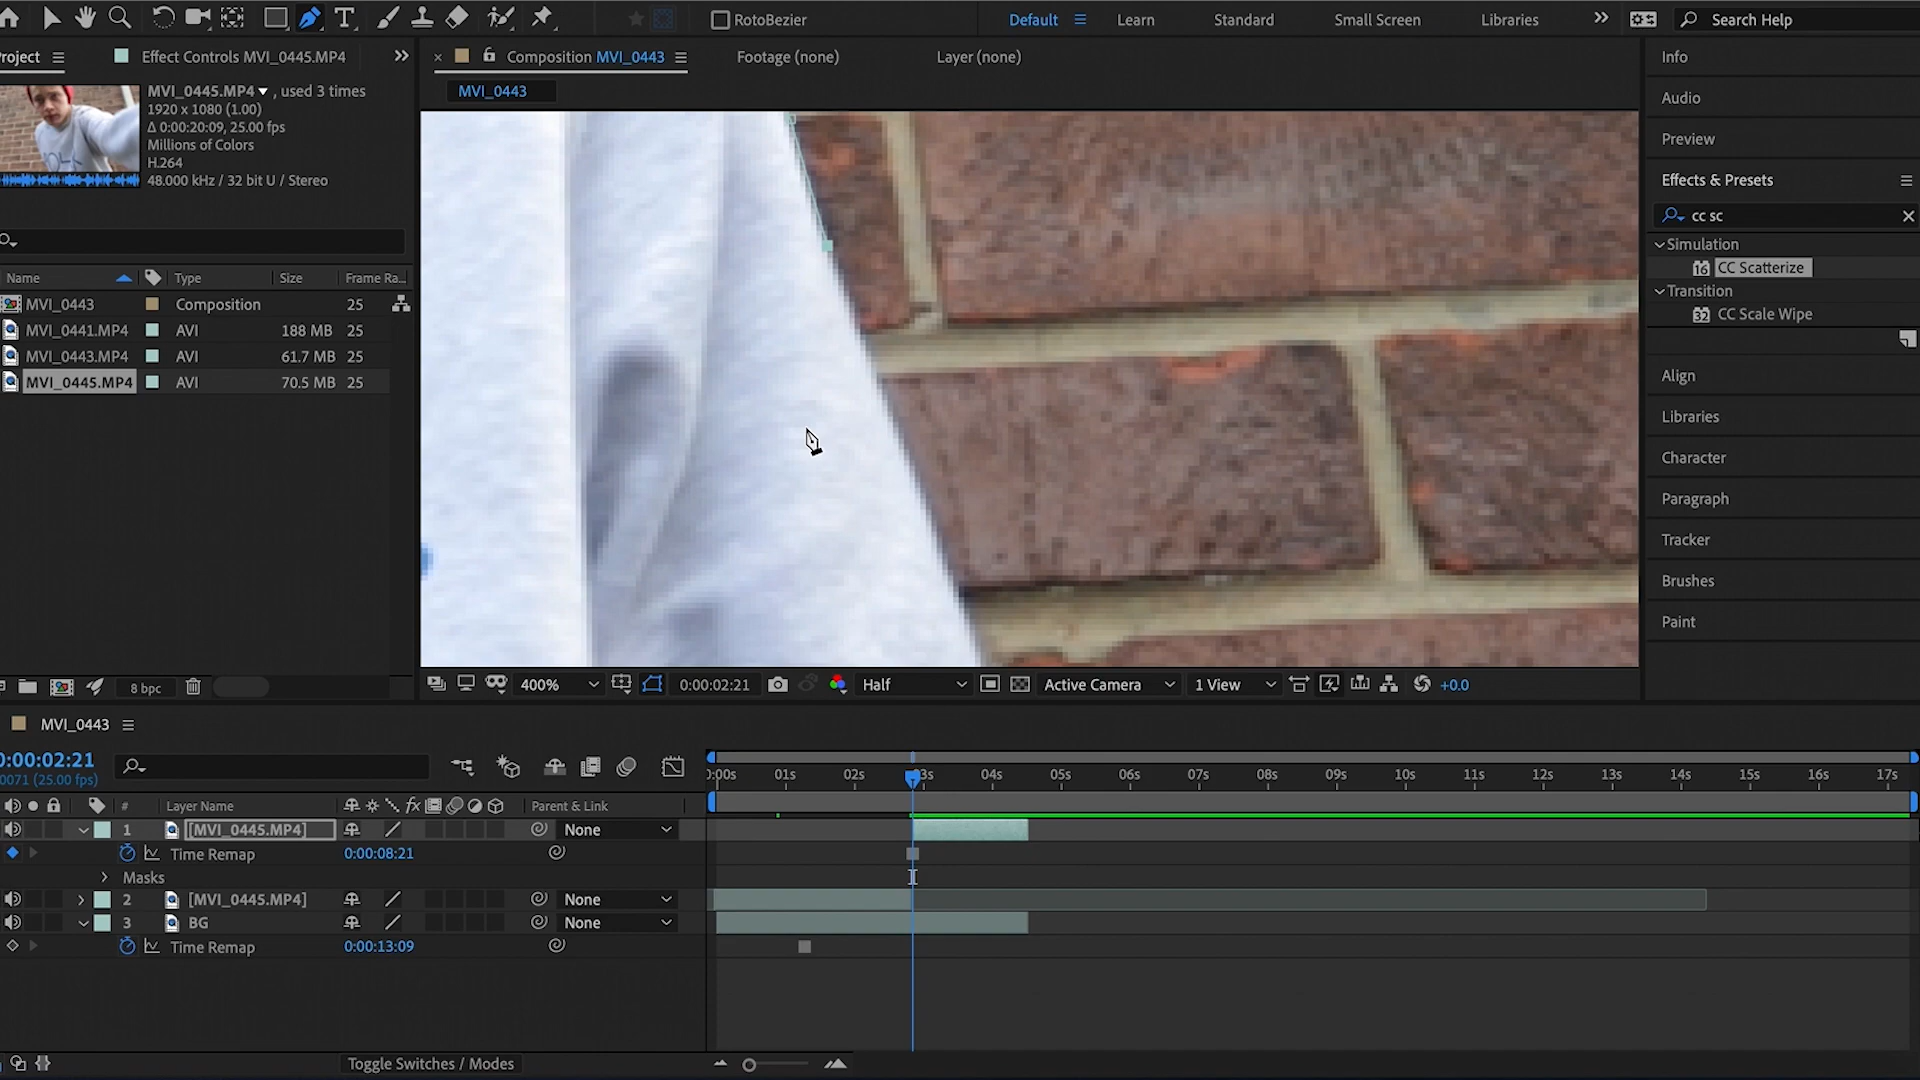 RotoBezier
Default
Learn
Standard
Small Screen
Libraries
Search Help
Project
Effect Controls MVI_0445.MP4
Composition MVI_0443
Footage (none)
Layer (none)
MVI_0443
MVI_0445.MP4 , used 3 times
1920 x 1080 (1.00)
Δ 0:00:20:09, 25.00 fps
Millions of Colors
H.264
48.000 kHz / 32 bit U / Stereo
Name Type Size Frame Ra...
MVI_0443 Composition 25
MVI_0441.MP4 AVI 188 MB 25
MVI_0443.MP4 AVI 61.7 MB 25
MVI_0445.MP4 AVI 70.5 MB 25
8 bpc
400% 0:00:02:21 Half Active Camera 1 View +0.0
Info
Audio
Preview
Effects & Presets
cc sc
Simulation
16 CC Scatterize
Transition
32 CC Scale Wipe
Align
Libraries
Character
Paragraph
Tracker
Brushes
Paint
MVI_0443
0:00:02:21
0071 (25.00 fps)
:00s 01s 02s 03s 04s 05s 06s 07s 08s 09s 10s 11s 12s 13s 14s 15s 16s 17s
# Layer Name fx Parent & Link
1 [MVI_0445.MP4] None
Time Remap 0:00:08:21
Masks
2 [MVI_0445.MP4] None
3 BG None
Time Remap 0:00:13:09
Toggle Switches / Modes